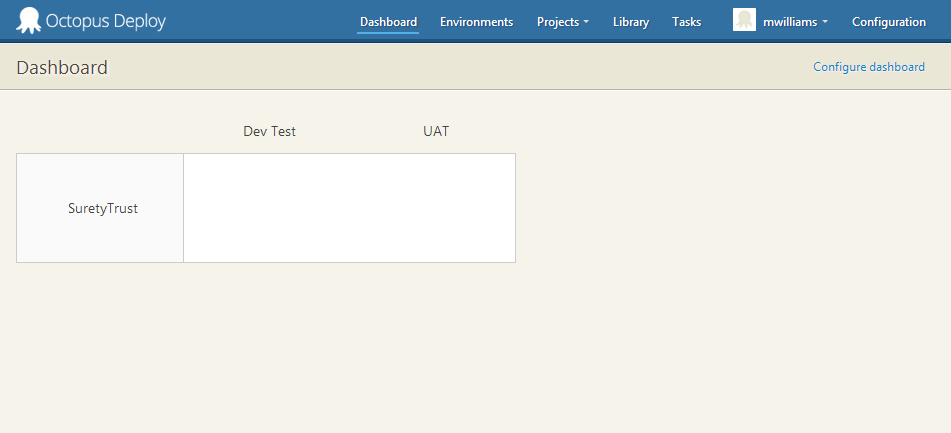 Octopus Deploy Dashboard Environments Projects Library Tasks mwilliams Configuration
Dashboard Configure dashboard
Dev Test UAT
SuretyTrust